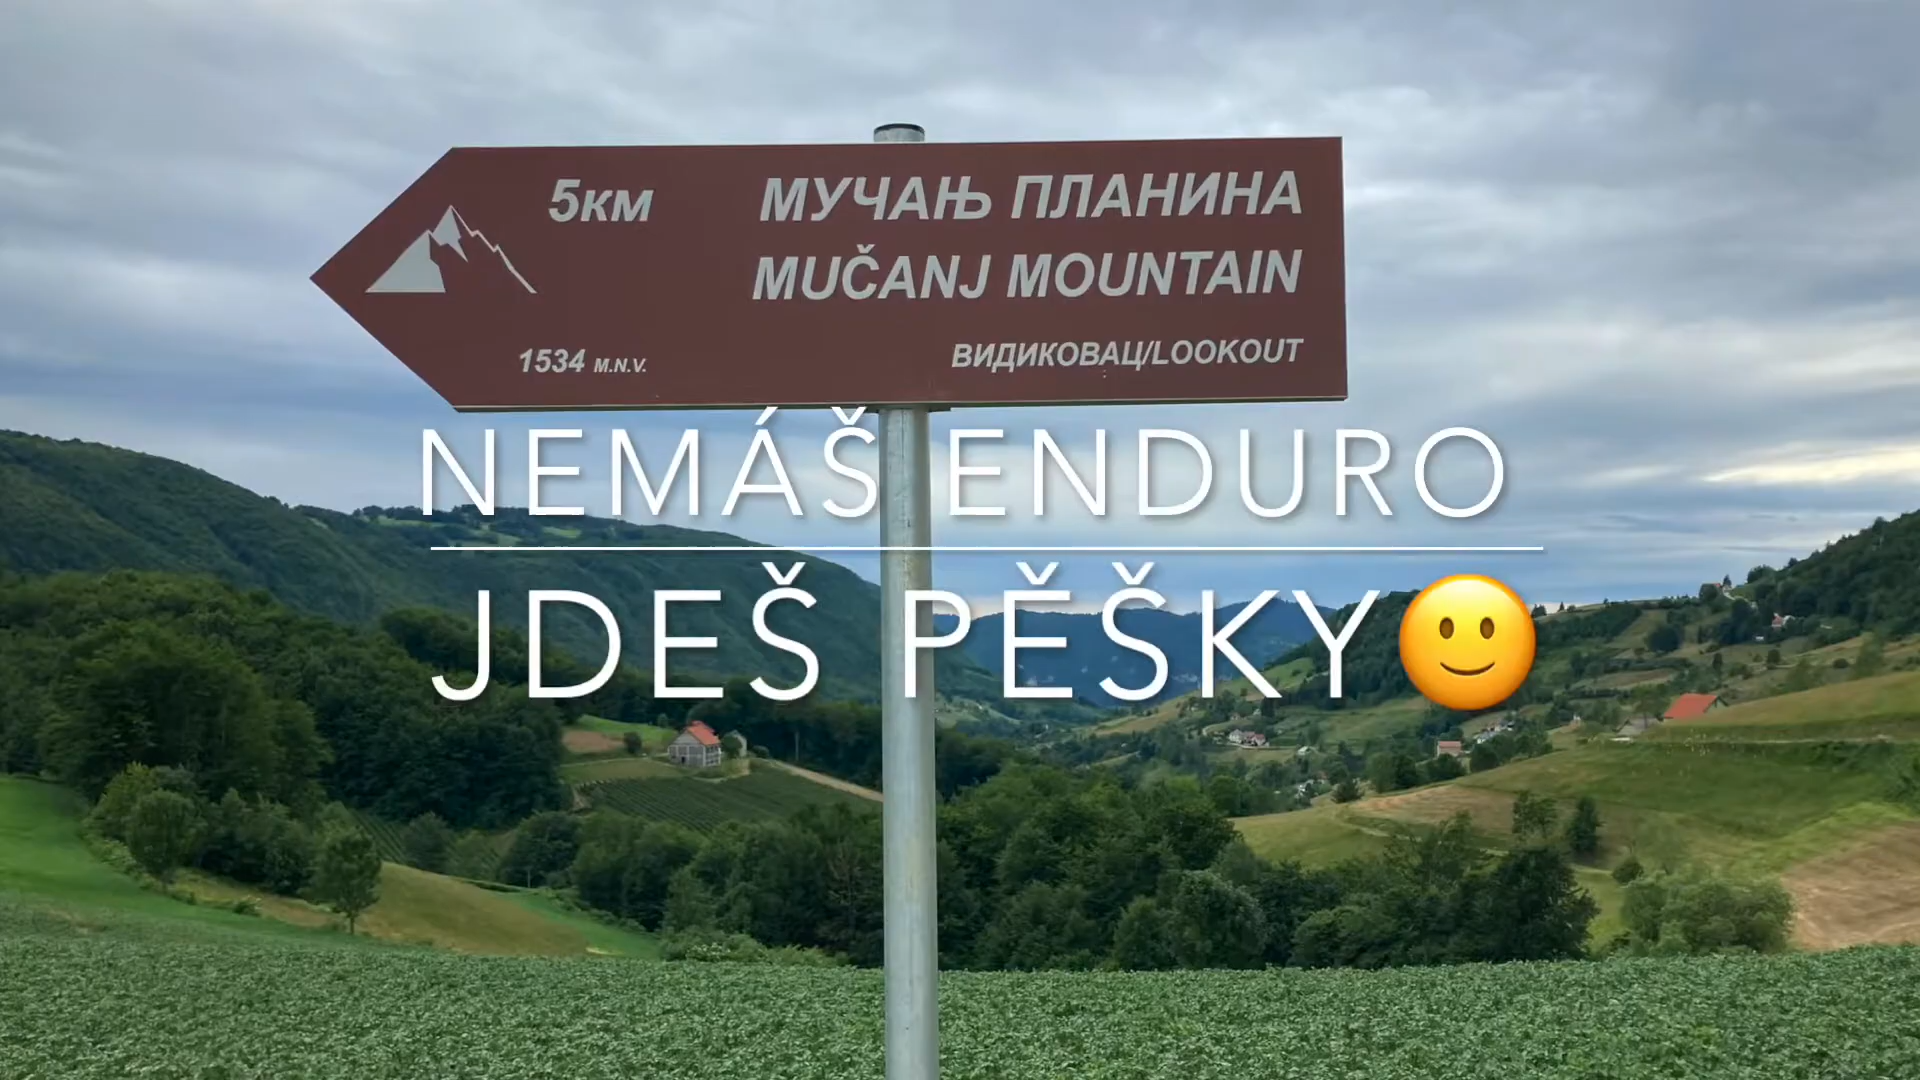 5км
МУЧАЊ ПЛАНИНА
MUČANJ MOUNTAIN
1534 M.N.V.
ВИДИКОВАЦ/LOOKOUT
NEMÁŠ ENDURO
JDEŠ PĚŠKY🙂